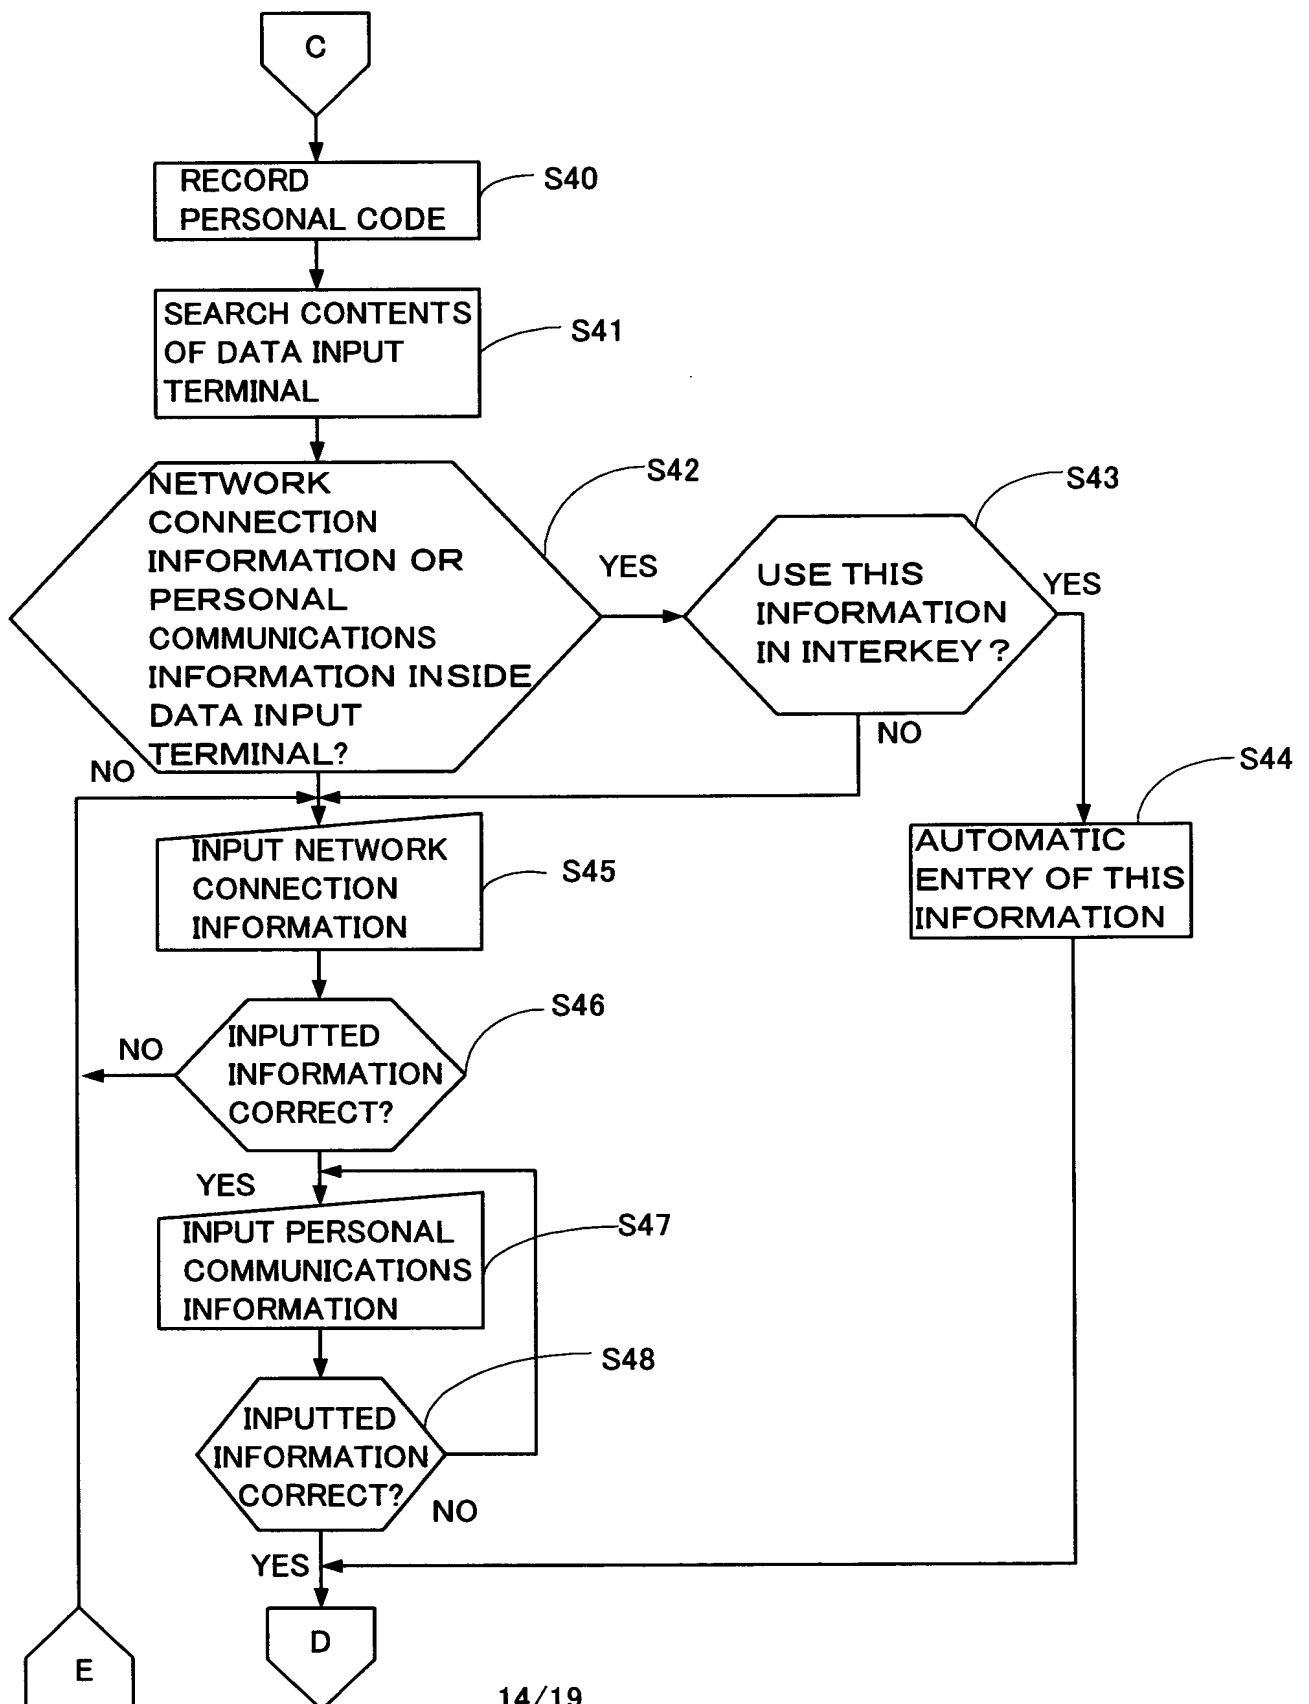 C
RECORD
PERSONAL CODE
S40
SEARCH CONTENTS
OF DATA INPUT
TERMINAL
S41
NETWORK
CONNECTION
INFORMATION OR
PERSONAL
COMMUNICATIONS
INFORMATION INSIDE
DATA INPUT
TERMINAL?
S42
YES
NO
USE THIS
INFORMATION
IN INTERKEY?
S43
YES
NO
S44
AUTOMATIC
ENTRY OF THIS
INFORMATION
INPUT NETWORK
CONNECTION
INFORMATION
S45
INPUTTED
INFORMATION
CORRECT?
S46
NO
YES
INPUT PERSONAL
COMMUNICATIONS
INFORMATION
S47
INPUTTED
INFORMATION
CORRECT?
S48
NO
YES
D
E
14/19